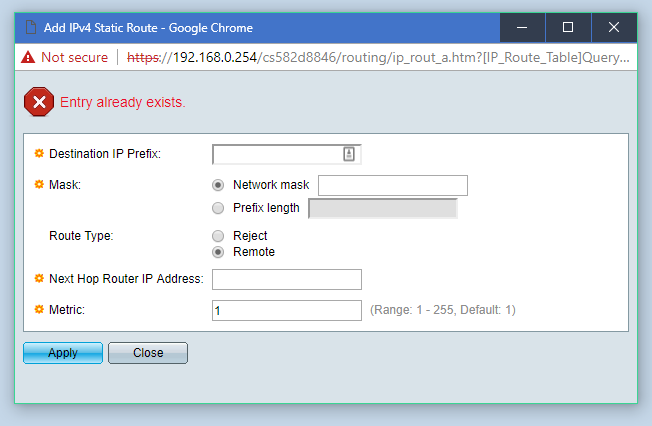 Add IPv4 Static Route - Google Chrome
Not secure https://192.168.0.254/cs582d8846/routing/ip_rout_a.htm?[IP_Route_Table]Query...
Entry already exists.
Destination IP Prefix:
Mask: Network mask
Prefix length
Route Type: Reject
Remote
Next Hop Router IP Address:
Metric: 1 (Range: 1 - 255, Default: 1)
Apply Close